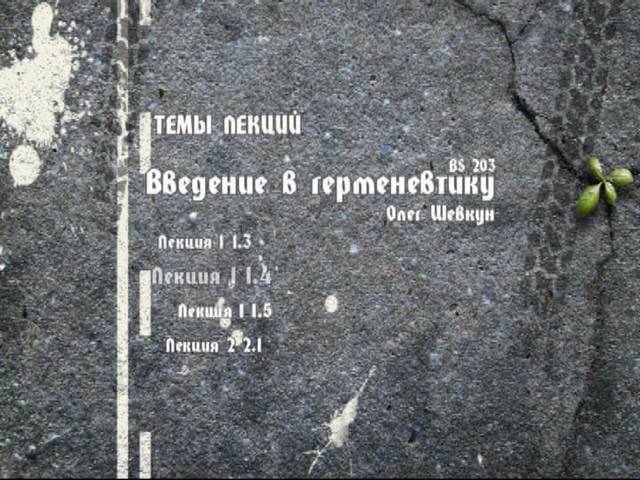 ТЕМЫ ЛЕКЦИЙ
BS 203
Введение в герменевтику
Олег Шевкун
Лекция 1 1.3
Лекция 1 1.4
Лекция 1 1.5
Лекция 2 2.1